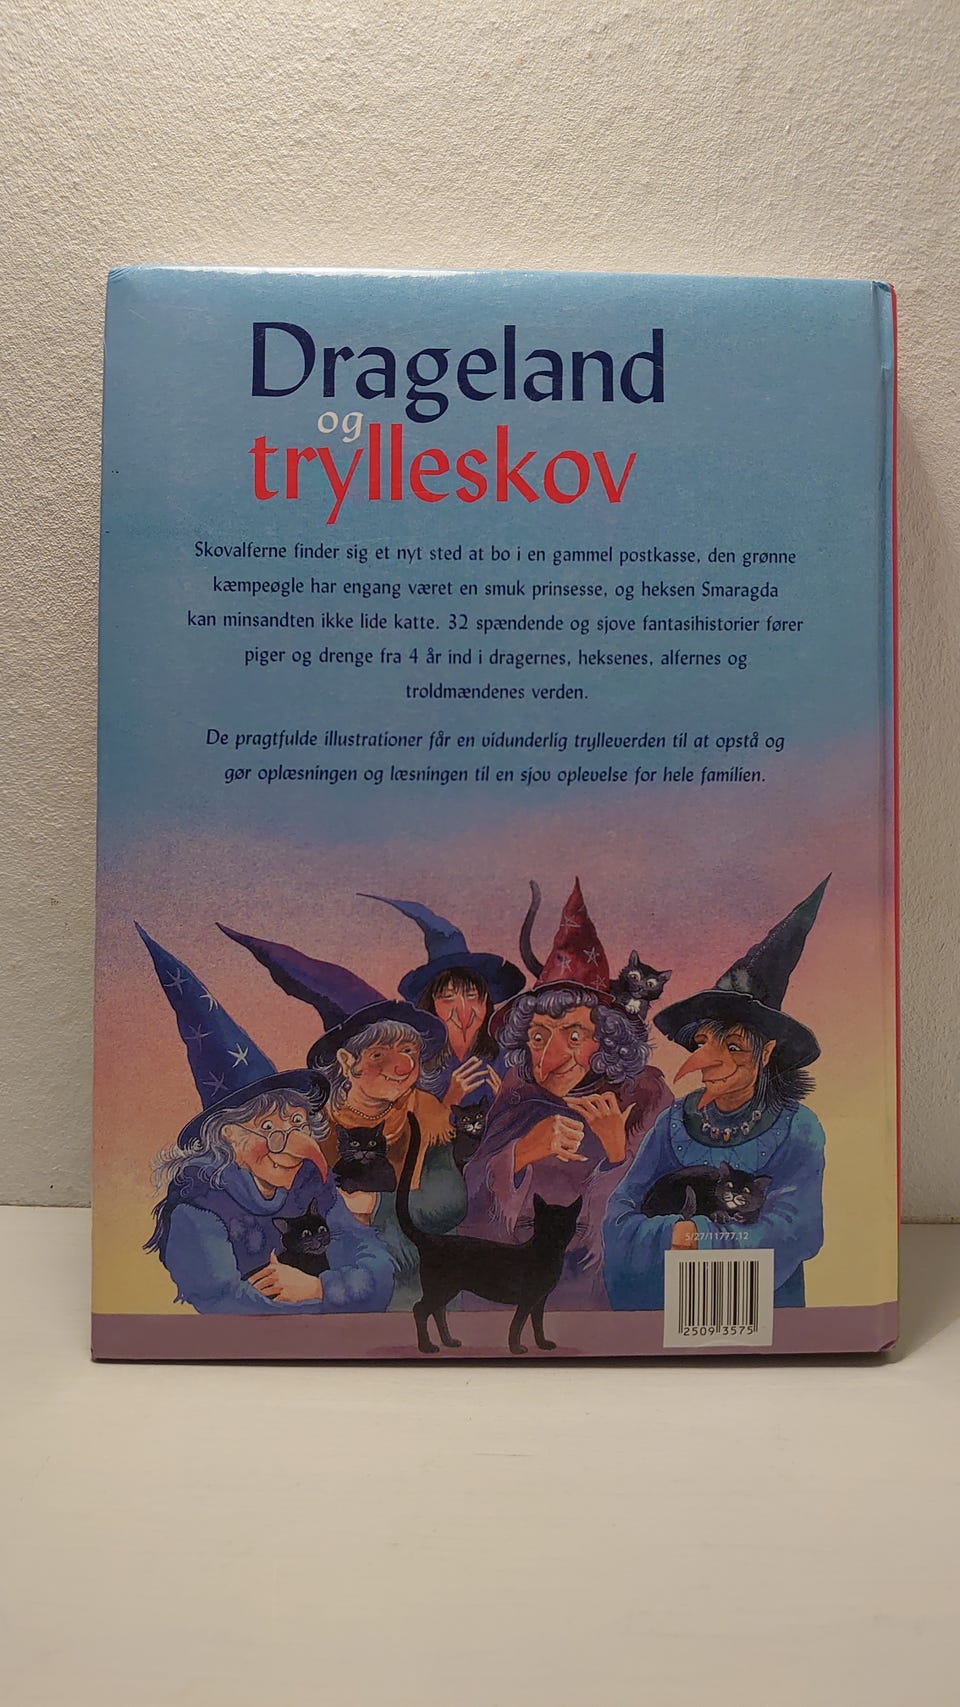 Drageland
og
trylleskov
Skovalferne finder sig et nyt sted at bo i en gammel postkasse, den grønne
kæmpeøgle har engang været en smuk prinsesse, og heksen Smaragda
kan minsandten ikke lide katte. 32 spændende og sjove fantasihistorier fører
piger og drenge fra 4 år ind i dragernes, heksenes, alfernes og
troldmændenes verden.
De pragtfulde illustrationer får en vidunderlig trylleverden til at opstå og
gør oplæsningen og læsningen til en sjov oplevelse for hele familien.
5/27/11777.12
2509 3575